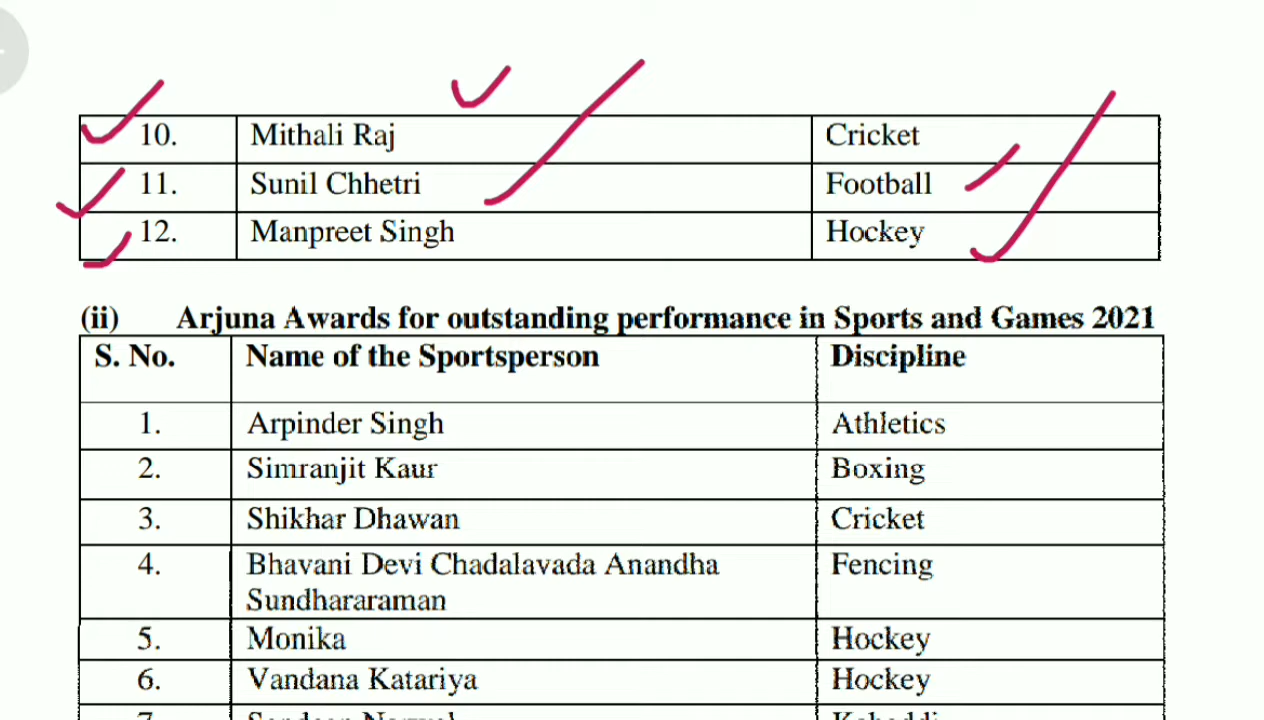 10. Mithali Raj Cricket
11. Sunil Chhetri Football
12. Manpreet Singh Hockey
(ii) Arjuna Awards for outstanding performance in Sports and Games 2021
S. No. Name of the Sportsperson Discipline
1. Arpinder Singh Athletics
2. Simranjit Kaur Boxing
3. Shikhar Dhawan Cricket
4. Bhavani Devi Chadalavada Anandha Fencing
Sundhararaman
5. Monika Hockey
6. Vandana Katariya Hockey